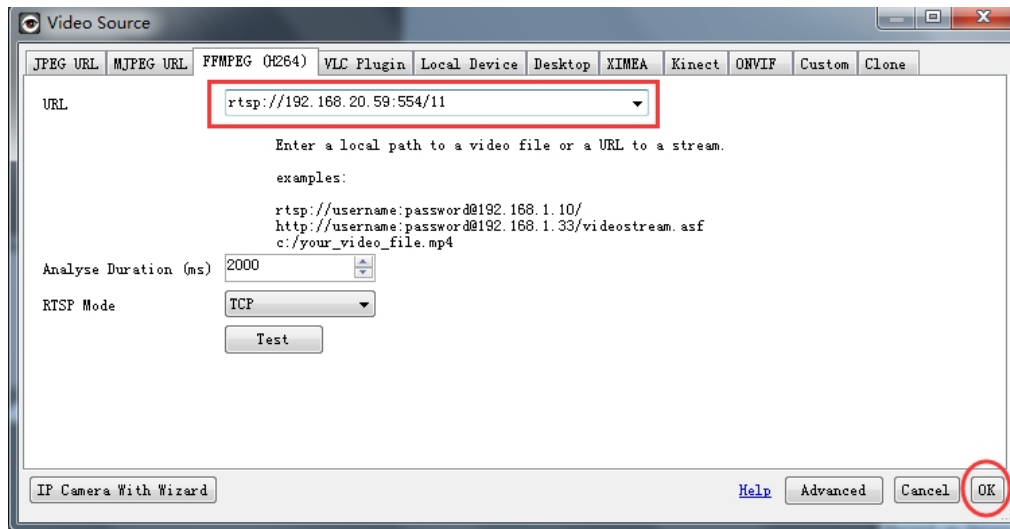 Video Source
JPEG URL MJPEG URL FFMPEG (H264) VLC Plugin Local Device Desktop XIMEA Kinect ONVIF Custom Clone
URL rtsp://192.168.20.59:554/11
Enter a local path to a video file or a URL to a stream.
examples:
rtsp://username:password@192.168.1.10/
http://username:password@192.168.1.33/videostream.asf
c:/your_video_file.mp4
Analyse Duration (ms) 2000
RTSP Mode TCP
Test
IP Camera With Wizard Help Advanced Cancel OK